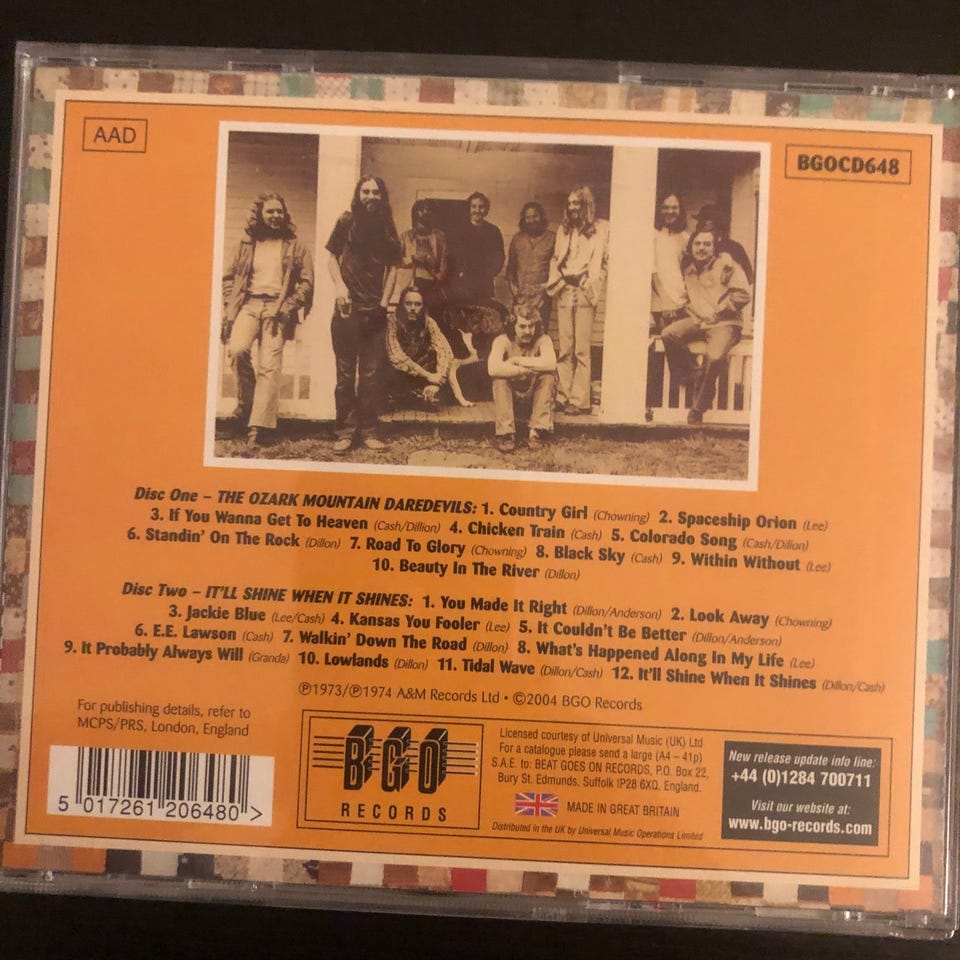 AAD
BGOCD648
Disc One – THE OZARK MOUNTAIN DAREDEVILS: 1. Country Girl (Chowning) 2. Spaceship Orion (Lee)
3. If You Wanna Get To Heaven (Cash/Dillon) 4. Chicken Train (Cash) 5. Colorado Song (Cash/Dillon)
6. Standin' On The Rock (Dillon) 7. Road To Glory (Chowning) 8. Black Sky (Cash) 9. Within Without (Lee)
10. Beauty In The River (Dillon)
Disc Two – IT'LL SHINE WHEN IT SHINES: 1. You Made It Right (Dillon/Anderson) 2. Look Away (Chowning)
3. Jackie Blue (Lee/Cash) 4. Kansas You Fooler (Lee) 5. It Couldn't Be Better (Dillon/Anderson)
6. E.E. Lawson (Cash) 7. Walkin' Down The Road (Dillon) 8. What's Happened Along In My Life (Lee)
9. It Probably Always Will (Granda) 10. Lowlands (Dillon) 11. Tidal Wave (Dillon/Cash) 12. It'll Shine When It Shines (Dillon/Cash)
℗1973/℗1974 A&M Records Ltd • ©2004 BGO Records
For publishing details, refer to
MCPS/PRS, London, England
5 017261 206480 >
BGO
RECORDS
Licensed courtesy of Universal Music (UK) Ltd
For a catalogue please send a large (A4 – 41p)
S.A.E. to: BEAT GOES ON RECORDS, P.O. Box 22,
Bury St. Edmunds, Suffolk IP28 6XQ, England.
MADE IN GREAT BRITAIN
Distributed in the UK by Universal Music Operations Limited
New release update info line:
+44 (0)1284 700711
Visit our website at:
www.bgo-records.com